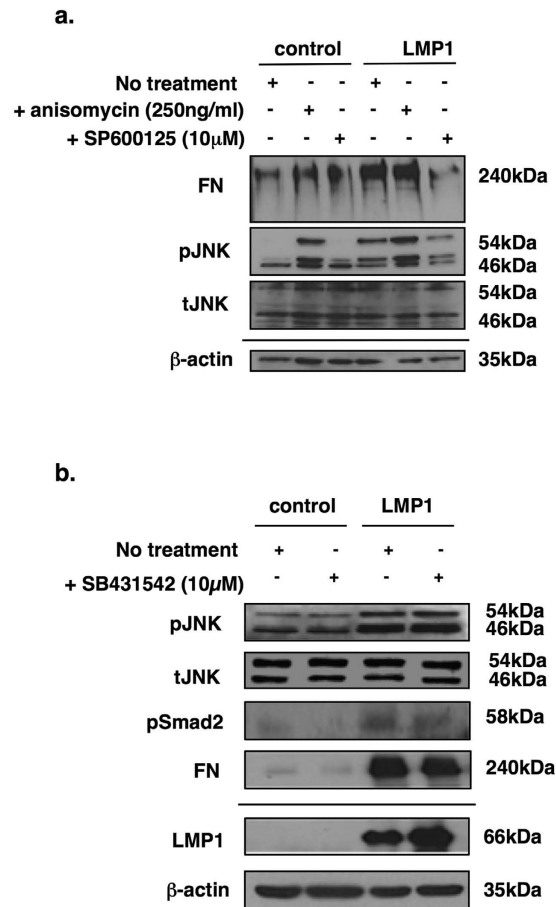 a.
control LMP1
No treatment + - - + - -
+ anisomycin (250ng/ml) - + - - + -
+ SP600125 (10μM) - - + - - +
FN 240kDa
pJNK 54kDa
46kDa
tJNK 54kDa
46kDa
β-actin 35kDa
b.
control LMP1
No treatment + - + -
+ SB431542 (10μM) - + - +
pJNK 54kDa
46kDa
tJNK 54kDa
46kDa
pSmad2 58kDa
FN 240kDa
LMP1 66kDa
β-actin 35kDa